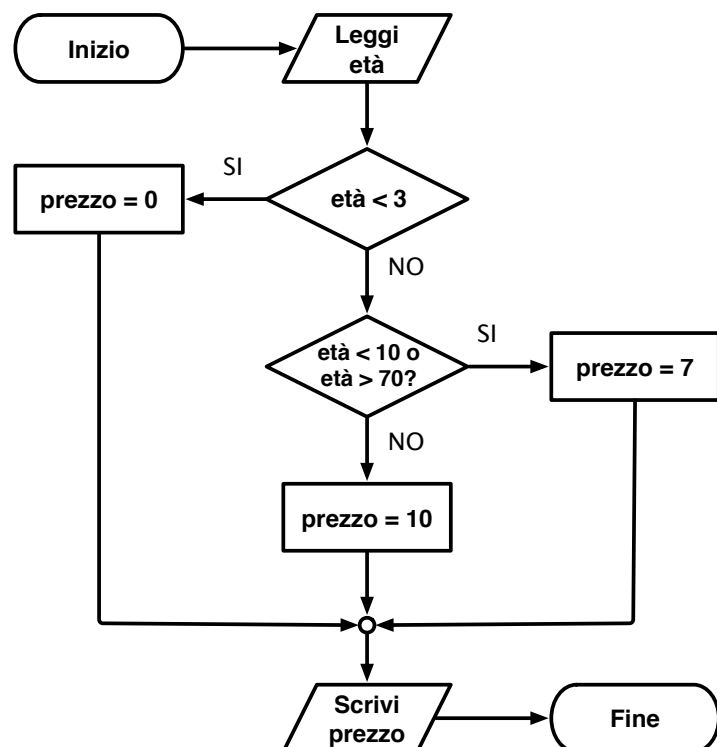 Inizio
Leggi
età
SI
prezzo = 0
età < 3
NO
età < 10 o
età > 70?
SI
prezzo = 7
NO
prezzo = 10
Scrivi
prezzo
Fine